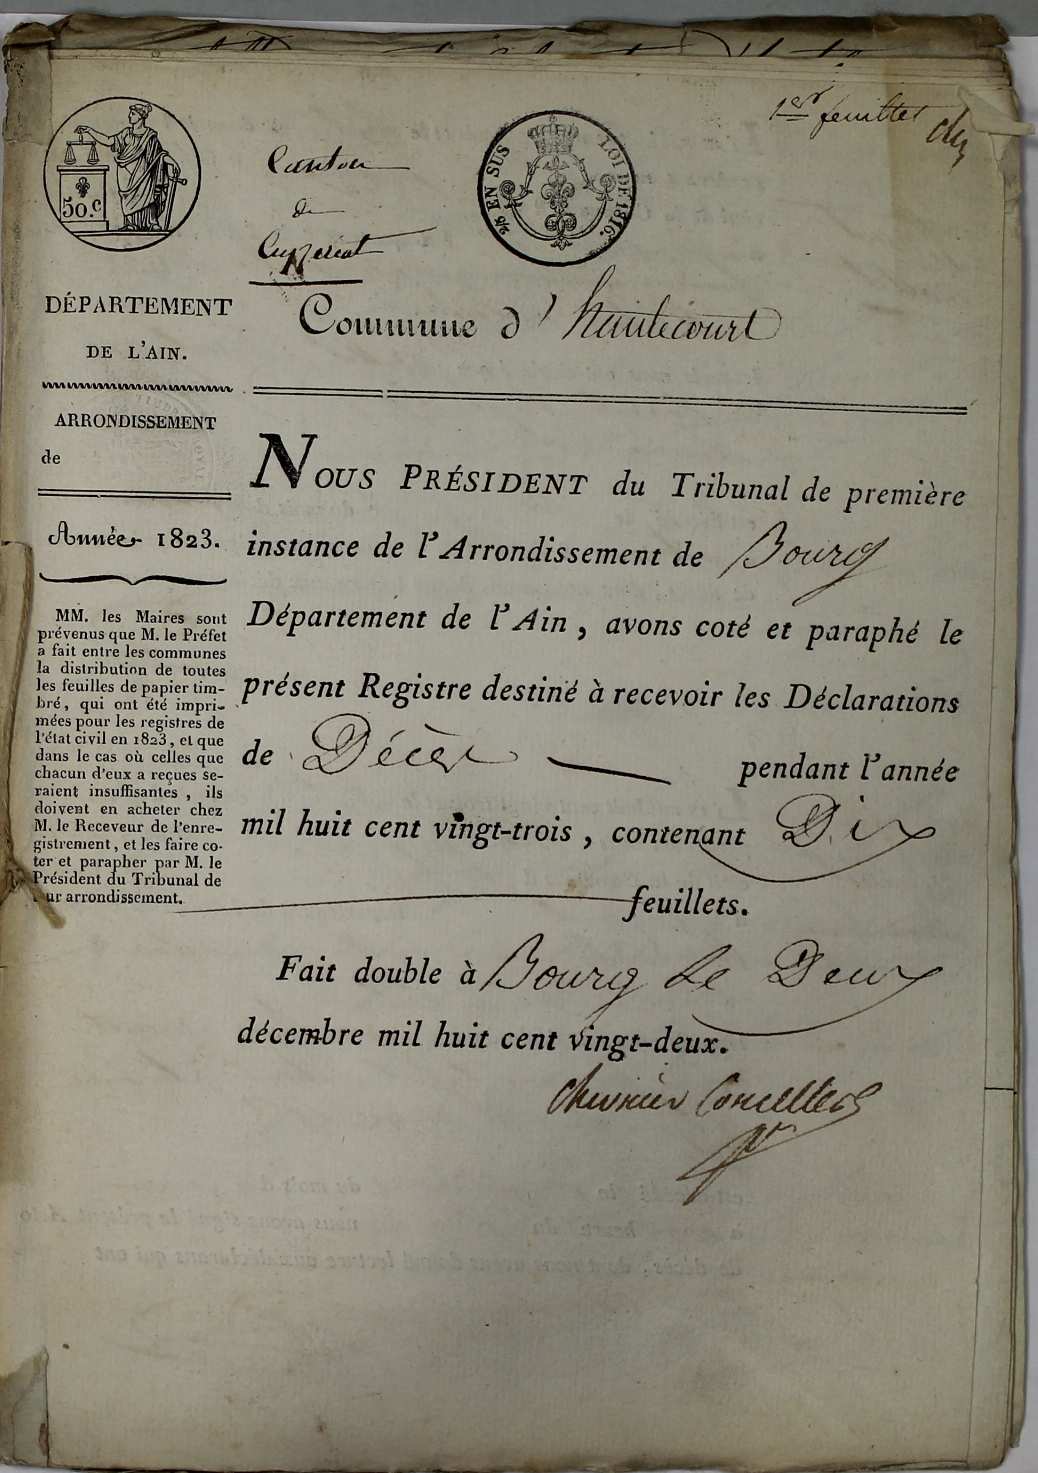 1er feuillet
Canton
de
Ceyzeriat
50.c
2/5 EN SUS
LOI DE 1816.
DÉPARTEMENT
DE L'AIN.
Commune d'hautecourt
ARRONDISSEMENT
de
Année 1823.
MM. les Maires sont
prévenus que M. le Préfet
a fait entre les communes
la distribution de toutes
les feuilles de papier tim-
bré, qui ont été impri-
mées pour les registres de
l'état civil en 1823, et que
dans le cas où celles que
chacun d'eux a reçues se-
raient insuffisantes, ils
doivent en acheter chez
M. le Receveur de l'enre-
gistrement, et les faire co-
ter et parapher par M. le
Président du Tribunal de
leur arrondissement.
NOUS PRÉSIDENT du Tribunal de première
instance de l'Arrondissement de Bourg
Département de l'Ain, avons coté et paraphé le
présent Registre destiné à recevoir les Déclarations
de Décès pendant l'année
mil huit cent vingt-trois, contenant Dix
feuillets.
Fait double à Bourg le Deux
décembre mil huit cent vingt-deux.